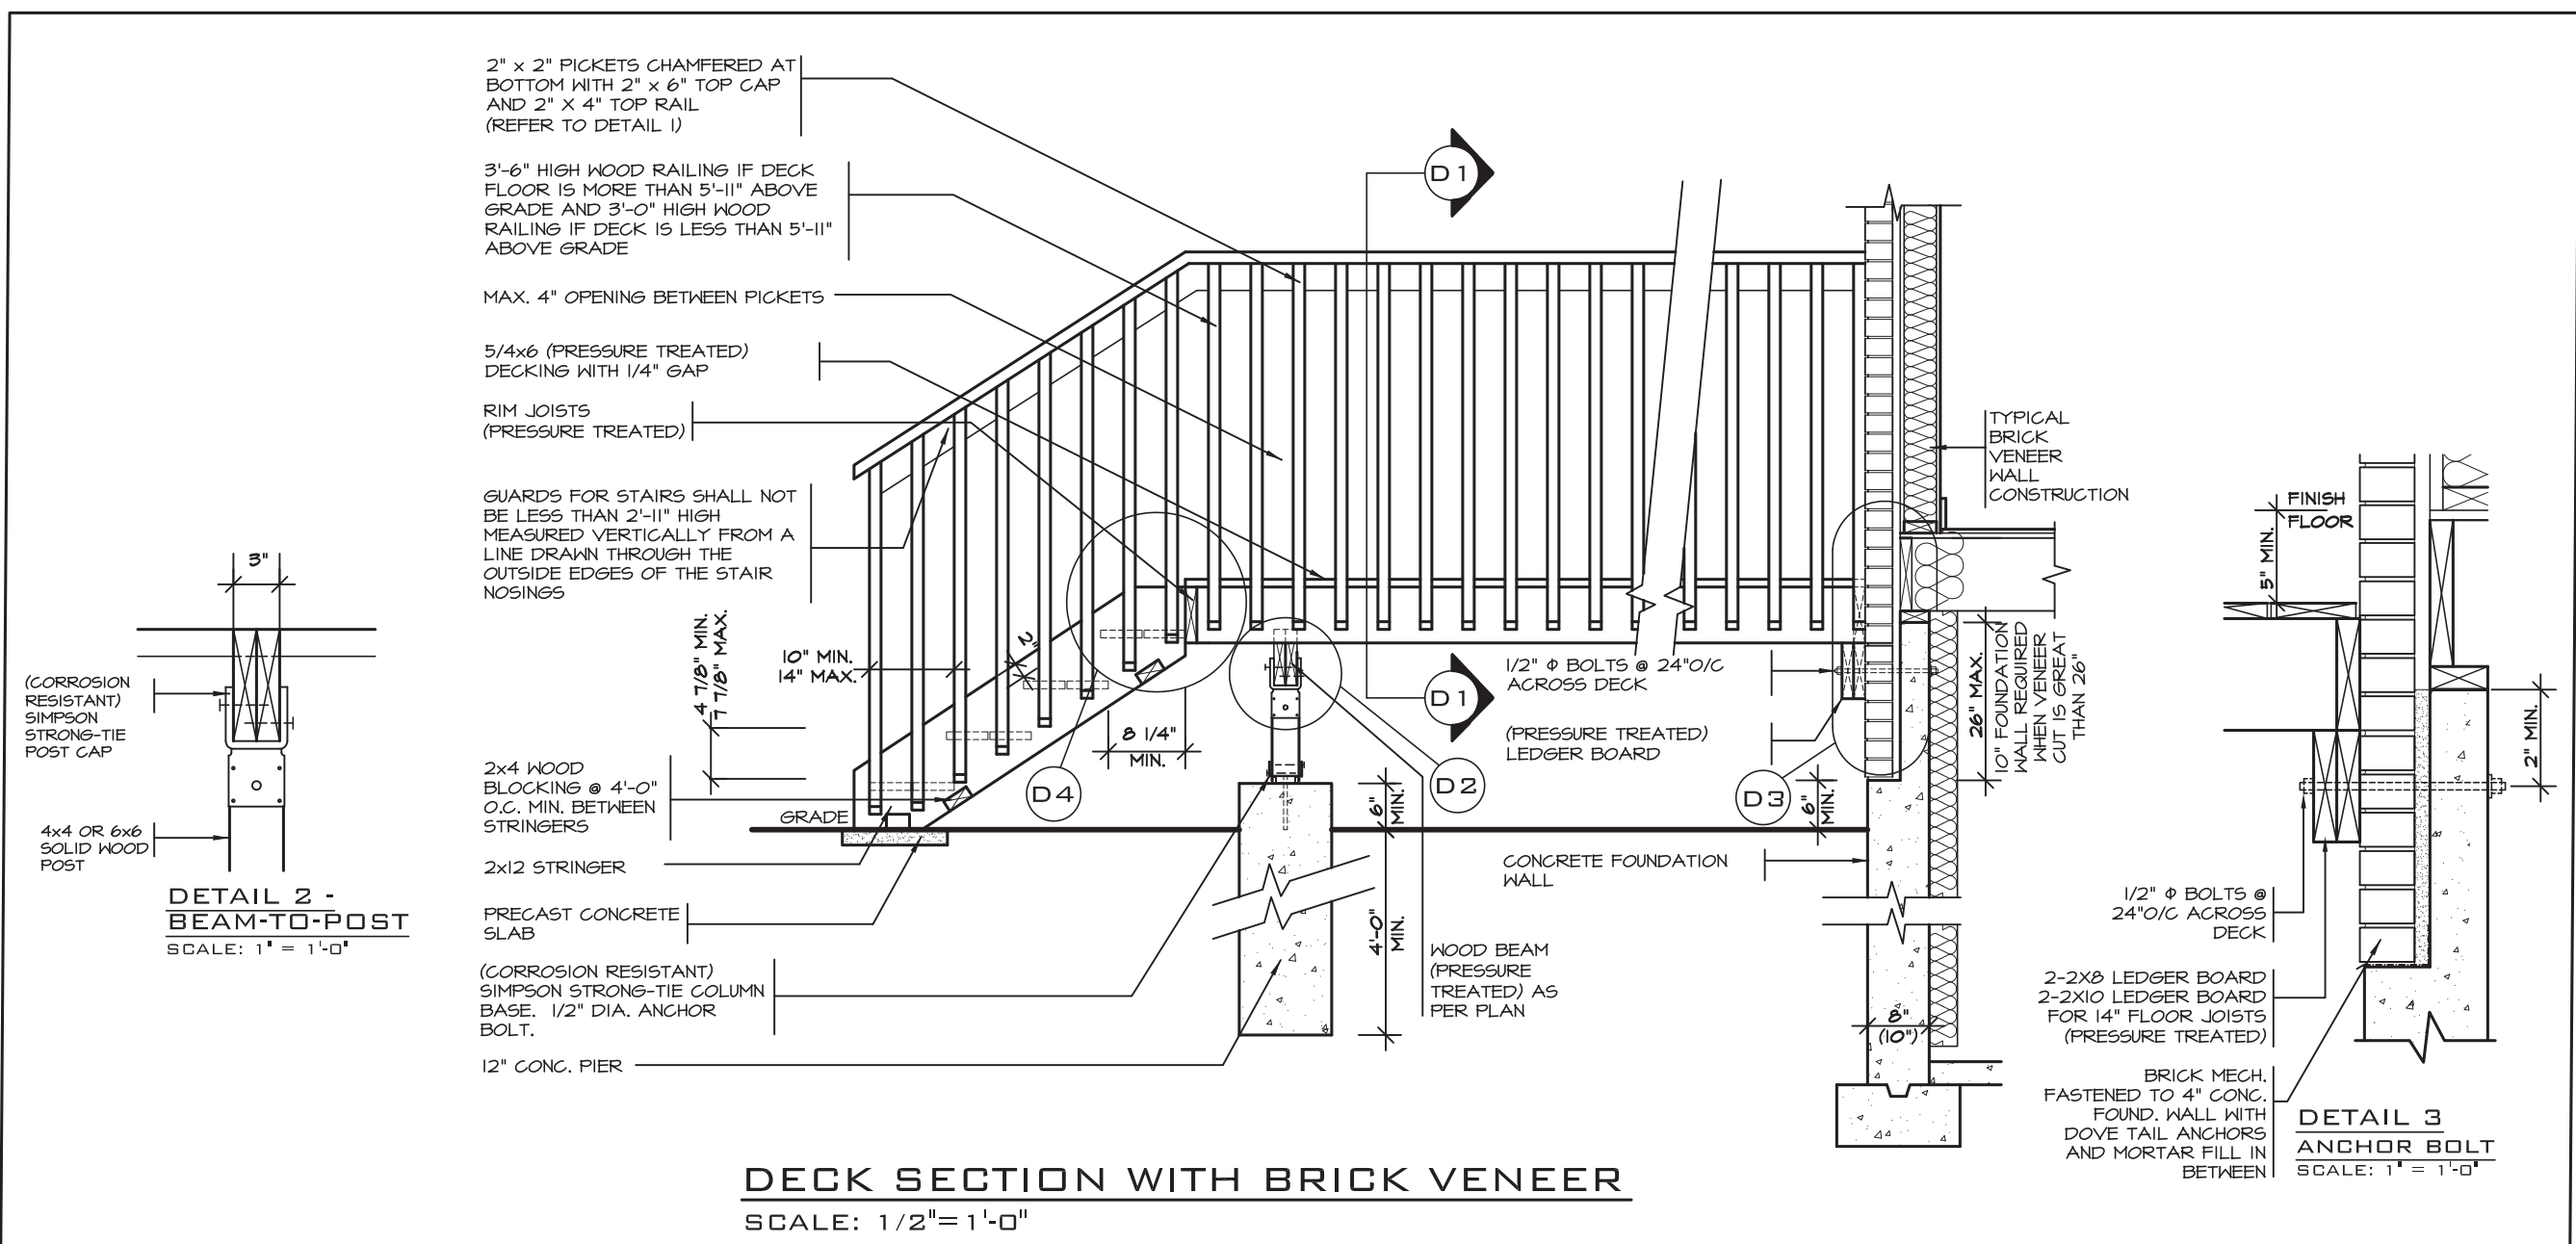 2" x 2" PICKETS CHAMFERED AT
BOTTOM WITH 2" x 6" TOP CAP
AND 2" X 4" TOP RAIL
(REFER TO DETAIL 1)
3'-6" HIGH WOOD RAILING IF DECK
FLOOR IS MORE THAN 5'-11" ABOVE
GRADE AND 3'-0" HIGH WOOD
RAILING IF DECK IS LESS THAN 5'-11"
ABOVE GRADE
MAX. 4" OPENING BETWEEN PICKETS
5/4x6 (PRESSURE TREATED)
DECKING WITH 1/4" GAP
RIM JOISTS
(PRESSURE TREATED)
GUARDS FOR STAIRS SHALL NOT
BE LESS THAN 2'-11" HIGH
MEASURED VERTICALLY FROM A
LINE DRAWN THROUGH THE
OUTSIDE EDGES OF THE STAIR
NOSINGS
4 7/8" MIN.
7 7/8" MAX.
10" MIN.
14" MAX.
2"
8 1/4"
MIN.
2x4 WOOD
BLOCKING @ 4'-0"
O.C. MIN. BETWEEN
STRINGERS
GRADE
2x12 STRINGER
PRECAST CONCRETE
SLAB
(CORROSION RESISTANT)
SIMPSON STRONG-TIE COLUMN
BASE. 1/2" DIA. ANCHOR
BOLT.
12" CONC. PIER
3"
(CORROSION
RESISTANT)
SIMPSON
STRONG-TIE
POST CAP
4x4 OR 6x6
SOLID WOOD
POST
DETAIL 2 -
BEAM-TO-POST
SCALE: 1" = 1'-0"
D1
D1
D4
D2
D3
1/2" Φ BOLTS @ 24"O/C
ACROSS DECK
(PRESSURE TREATED)
LEDGER BOARD
6"
MIN.
4'-0"
MIN.
6"
MIN.
CONCRETE FOUNDATION
WALL
WOOD BEAM
(PRESSURE
TREATED) AS
PER PLAN
8"
(10")
TYPICAL
BRICK
VENEER
WALL
CONSTRUCTION
26" MAX.
10" FOUNDATION
WALL REQUIRED
WHEN VENEER
CUT IS GREAT
THAN 26"
FINISH
FLOOR
5" MIN.
2" MIN.
1/2" Φ BOLTS @
24"O/C ACROSS
DECK
2-2X8 LEDGER BOARD
2-2X10 LEDGER BOARD
FOR 14" FLOOR JOISTS
(PRESSURE TREATED)
BRICK MECH.
FASTENED TO 4" CONC.
FOUND. WALL WITH
DOVE TAIL ANCHORS
AND MORTAR FILL IN
BETWEEN
DETAIL 3
ANCHOR BOLT
SCALE: 1" = 1'-0"
DECK SECTION WITH BRICK VENEER
SCALE: 1/2"=1'-0"